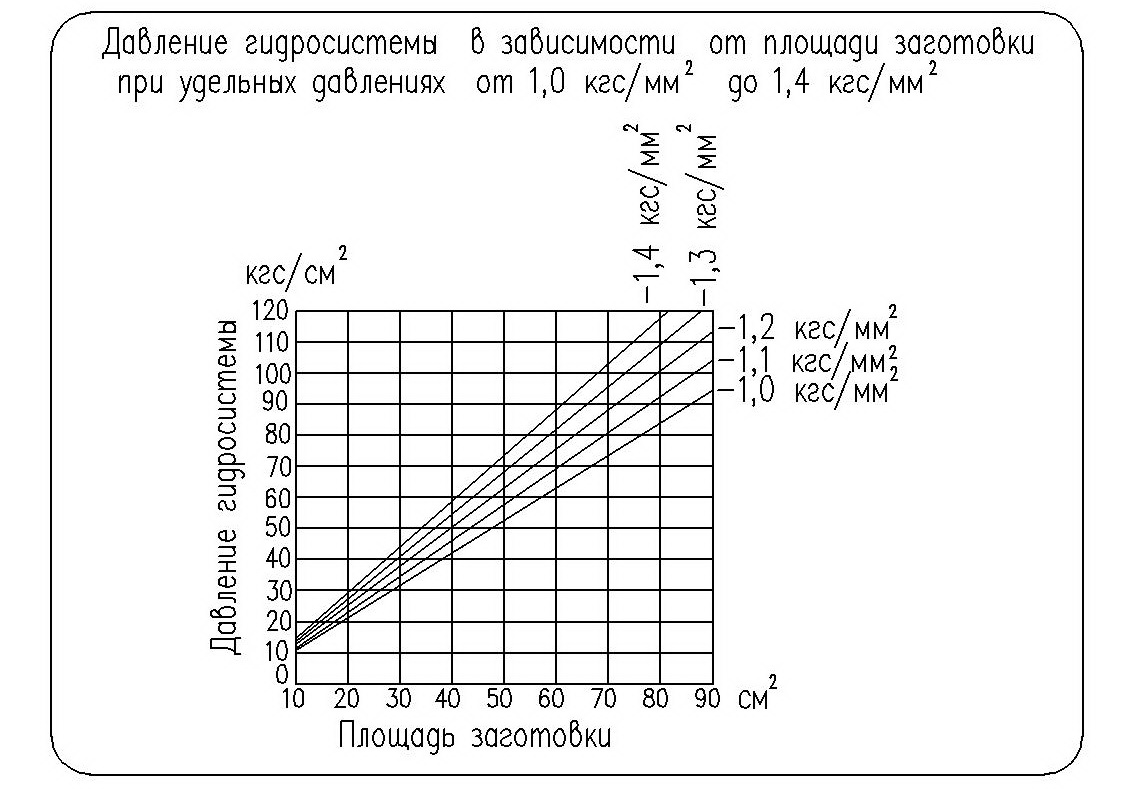 Давление гидросистемы в зависимости от площади заготовки
при удельных давлениях от 1,0 кгс/мм² до 1,4 кгс/мм²
-1,4 кгс/мм²
-1,3 кгс/мм²
кгс/см²
120
110
100
90
80
70
60
50
40
30
20
10
0
-1,2 кгс/мм²
-1,1 кгс/мм²
-1,0 кгс/мм²
Давление гидросистемы
10 20 30 40 50 60 70 80 90 см²
Площадь заготовки